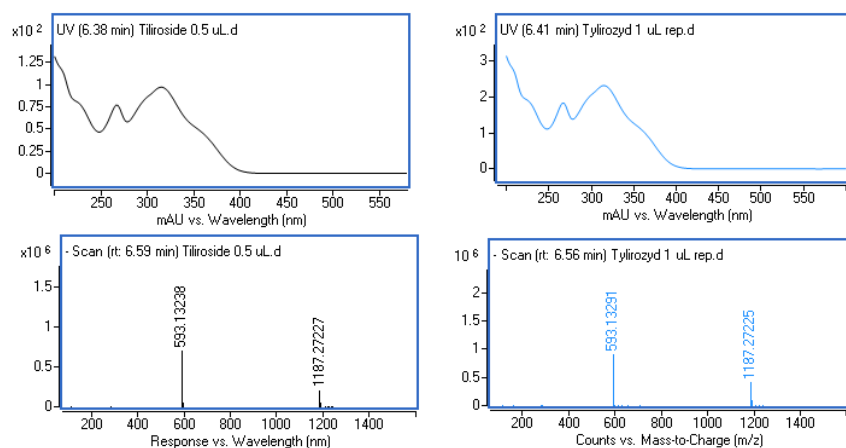 x10 2
UV (6.38 min) Tiliroside 0.5 uL.d
1.25
1
0.75
0.5
0.25
0
250 300 350 400 450 500 550
mAU vs. Wavelength (nm)
x10 2
UV (6.41 min) Tylirozyd 1 uL rep.d
3
2
1
0
250 300 350 400 450 500 550
mAU vs. Wavelength (nm)
x10 6
- Scan (rt: 6.59 min) Tiliroside 0.5 uL.d
1.5
1
0.5
0
593.13238
1187.27227
200 400 600 800 1000 1200 1400
Response vs. Wavelength (nm)
10 6
- Scan (rt: 6.56 min) Tylirozyd 1 uL rep.d
2
1.5
1
0.5
0
593.13291
1187.27225
200 400 600 800 1000 1200 1400
Counts vs. Mass-to-Charge (m/z)